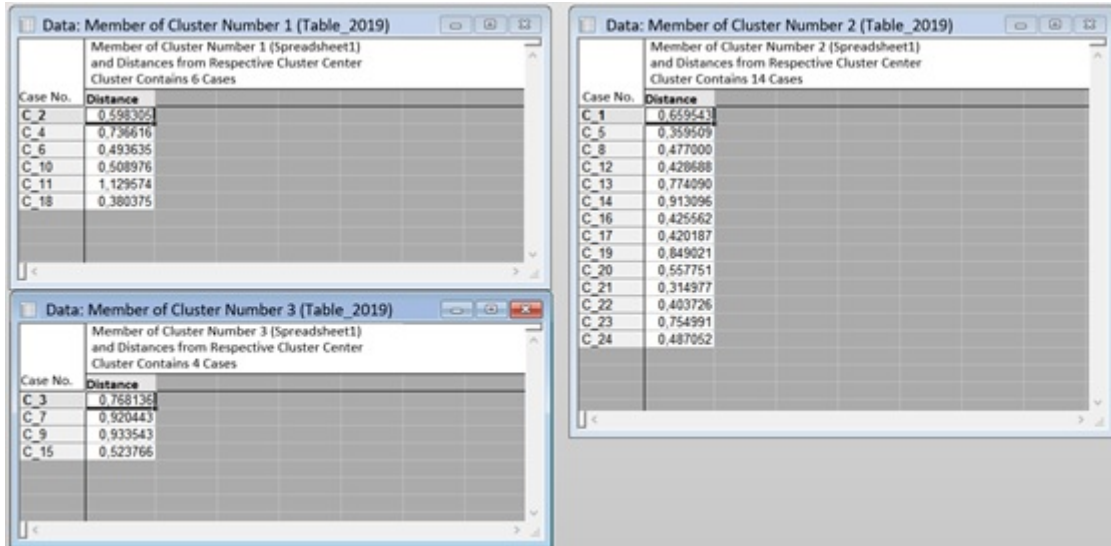 Data: Member of Cluster Number 1 (Table_2019)
Member of Cluster Number 1 (Spreadsheet1)
and Distances from Respective Cluster Center
Cluster Contains 6 Cases
Case No. Distance
C_2 0,598305
C_4 0,736616
C_6 0,493635
C_10 0,508976
C_11 1,129574
C_18 0,380375
Data: Member of Cluster Number 2 (Table_2019)
Member of Cluster Number 2 (Spreadsheet1)
and Distances from Respective Cluster Center
Cluster Contains 14 Cases
Case No. Distance
C_1 0,659543
C_5 0,359509
C_8 0,477000
C_12 0,428688
C_13 0,774090
C_14 0,913096
C_16 0,425562
C_17 0,420187
C_19 0,849021
C_20 0,557751
C_21 0,314977
C_22 0,403726
C_23 0,754991
C_24 0,487052
Data: Member of Cluster Number 3 (Table_2019)
Member of Cluster Number 3 (Spreadsheet1)
and Distances from Respective Cluster Center
Cluster Contains 4 Cases
Case No. Distance
C_3 0,768136
C_7 0,920443
C_9 0,933543
C_15 0,523766